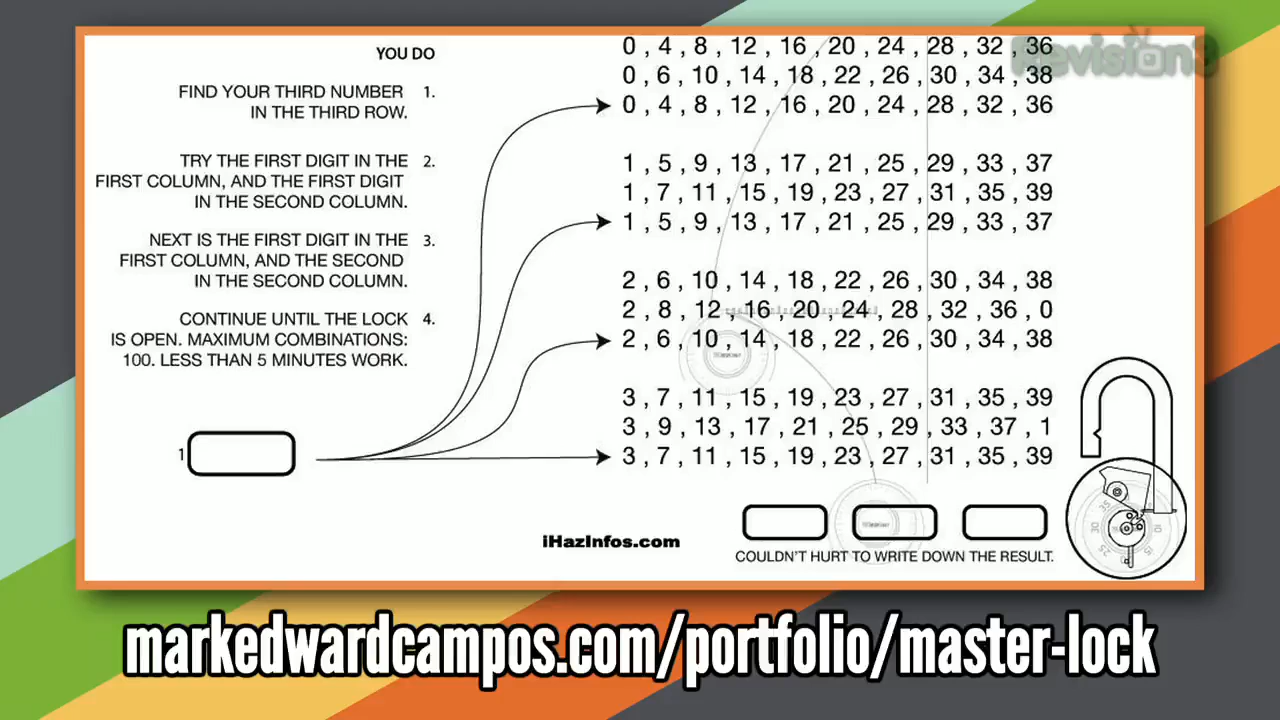 Revision3
YOU DO
FIND YOUR THIRD NUMBER 1.
IN THE THIRD ROW.
TRY THE FIRST DIGIT IN THE 2.
FIRST COLUMN, AND THE FIRST DIGIT
IN THE SECOND COLUMN.
NEXT IS THE FIRST DIGIT IN THE 3.
FIRST COLUMN, AND THE SECOND
IN THE SECOND COLUMN.
CONTINUE UNTIL THE LOCK 4.
IS OPEN. MAXIMUM COMBINATIONS:
100. LESS THAN 5 MINUTES WORK.
1
0 , 4 , 8 , 12 , 16 , 20 , 24 , 28 , 32 , 36
0, 6, 10 , 14 , 18 , 22 , 26 , 30 , 34 , 38
0 , 4 , 8 , 12 , 16 , 20 , 24 , 28 , 32 , 36
1 , 5 , 9 , 13 , 17 , 21 , 25 , 29 , 33 , 37
1 , 7 , 11 , 15 , 19 , 23 , 27 , 31 , 35 , 39
1 , 5 , 9 , 13 , 17 , 21 , 25 , 29 , 33 , 37
2 , 6 , 10 , 14 , 18 , 22 , 26 , 30 , 34 , 38
2 , 8 , 12 , 16 , 20 , 24 , 28 , 32 , 36 , 0
2 , 6 , 10 , 14 , 18 , 22 , 26 , 30 , 34 , 38
3 , 7 , 11 , 15 , 19 , 23 , 27 , 31 , 35 , 39
3 , 9 , 13 , 17 , 21 , 25 , 29 , 33 , 37 , 1
3 , 7 , 11 , 15 , 19 , 23 , 27 , 31 , 35 , 39
iHazInfos.com
COULDN'T HURT TO WRITE DOWN THE RESULT.
markedwardcampos.com/portfolio/master-lock